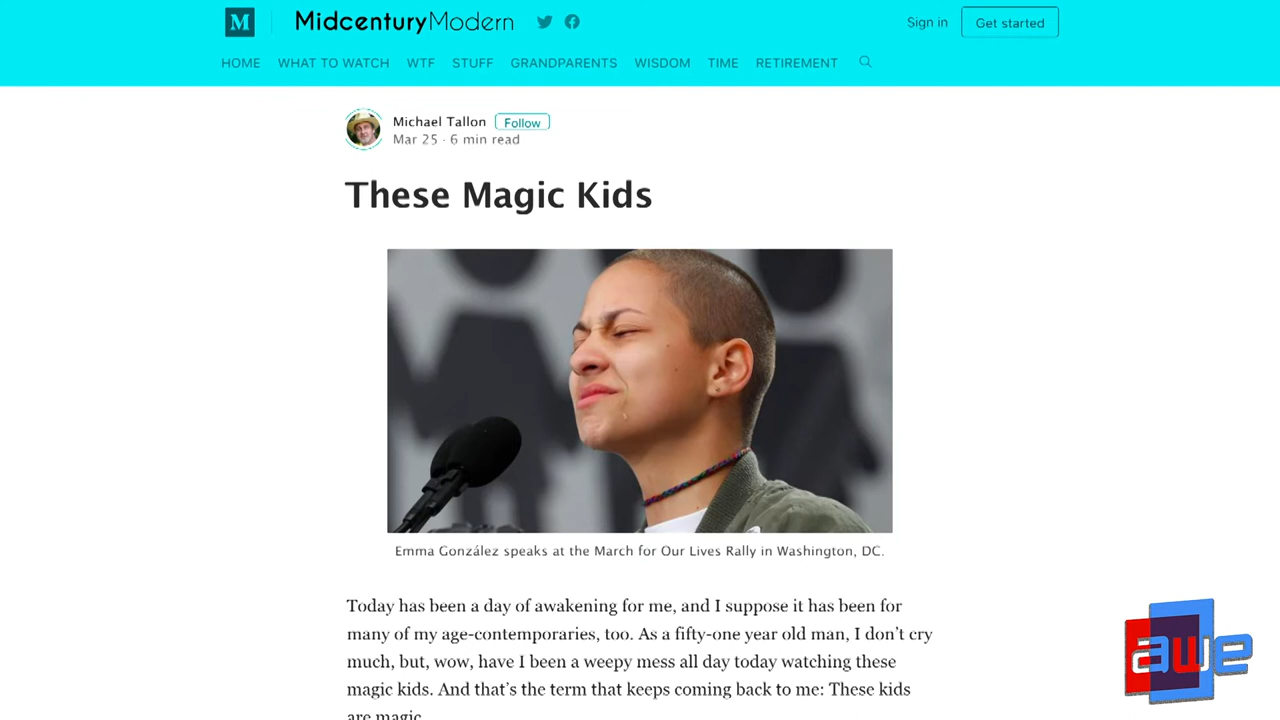 M
MidcenturyModern
Sign in
Get started
HOME
WHAT TO WATCH
WTF
STUFF
GRANDPARENTS
WISDOM
TIME
RETIREMENT
Michael Tallon
Follow
Mar 25 · 6 min read
These Magic Kids
Emma González speaks at the March for Our Lives Rally in Washington, DC.
Today has been a day of awakening for me, and I suppose it has been for
many of my age-contemporaries, too. As a fifty-one year old man, I don’t cry
much, but, wow, have I been a weepy mess all day today watching these
magic kids. And that’s the term that keeps coming back to me: These kids
are magic
awe